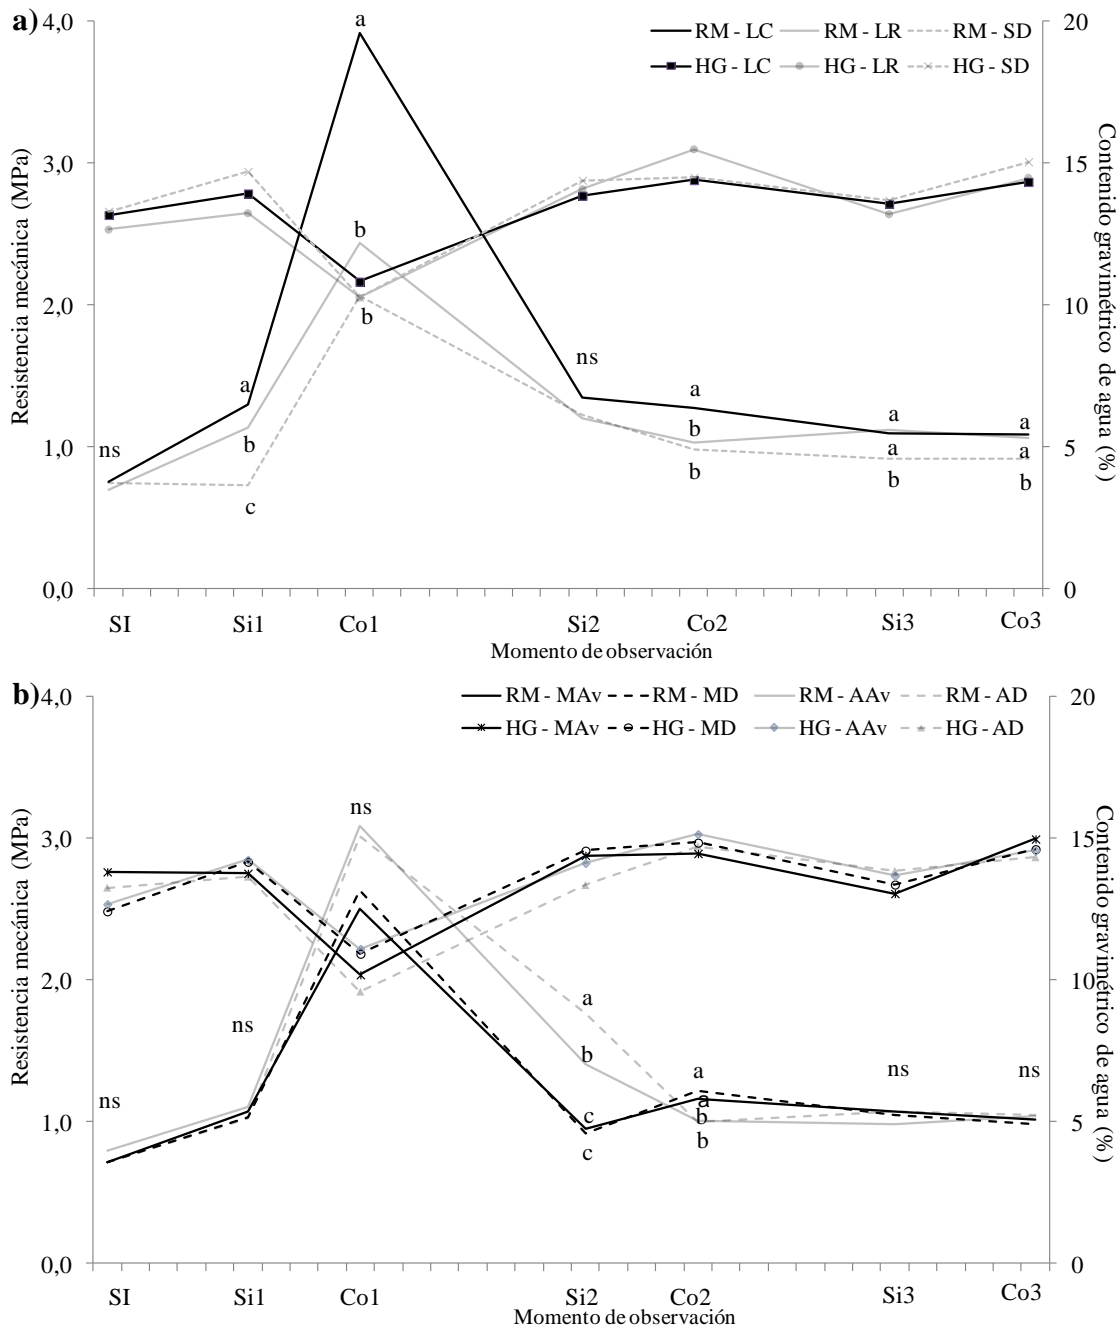 a)
4,0
3,0
2,0
1,0
0,0
Resistencia mecánica (MPa)
20
15
10
5
0
Contenido gravimétrico de agua (%)
RM - LC RM - LR RM - SD
HG - LC HG - LR HG - SD
a
b
b
ns
a
b
c
ns
a
b
b
a
a
b
a
a
b
SI Si1 Co1 Si2 Co2 Si3 Co3
Momento de observación
b)
4,0
3,0
2,0
1,0
0,0
Resistencia mecánica (MPa)
20
15
10
5
0
Contenido gravimétrico de agua (%)
RM - MAv RM - MD RM - AAv RM - AD
HG - MAv HG - MD HG - AAv HG - AD
ns
ns
ns
a
b
c
c
a
a
b
b
ns
ns
SI Si1 Co1 Si2 Co2 Si3 Co3
Momento de observación